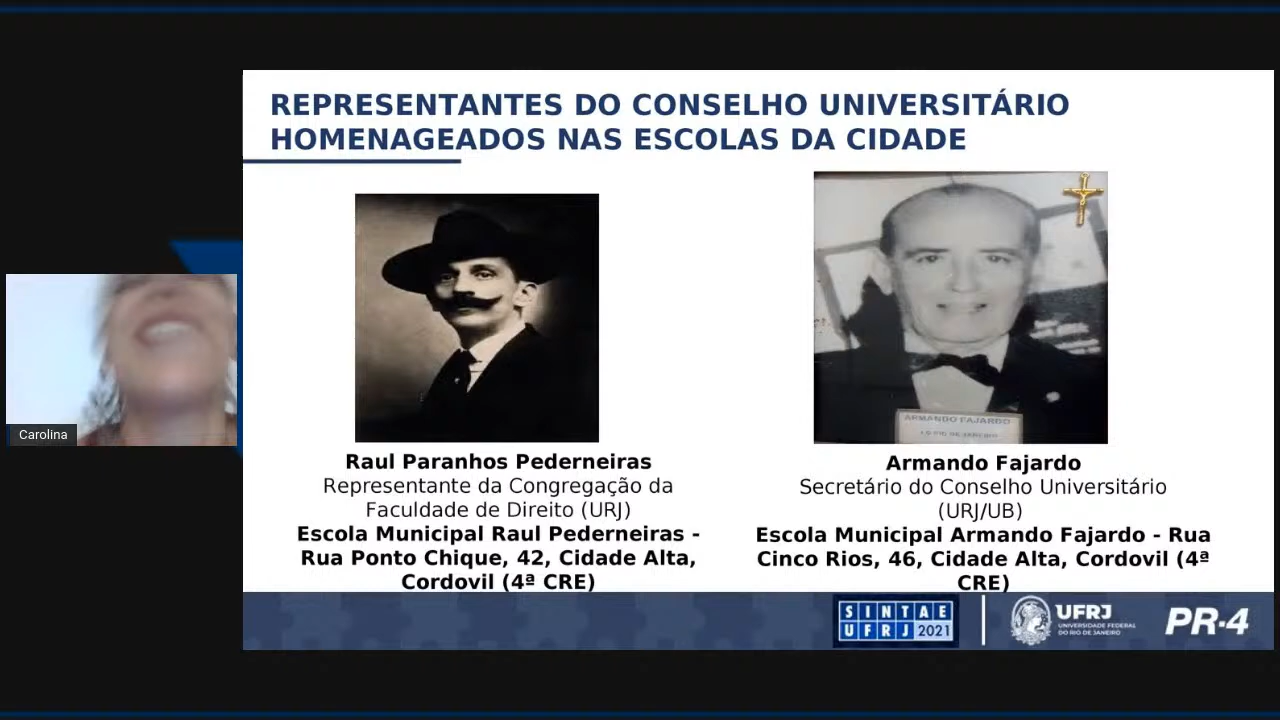 REPRESENTANTES DO CONSELHO UNIVERSITÁRIO
HOMENAGEADOS NAS ESCOLAS DA CIDADE
Carolina
ARMANDO FAJARDO
Raul Paranhos Pederneiras
Representante da Congregação da
Faculdade de Direito (URJ)
Escola Municipal Raul Pederneiras -
Rua Ponto Chique, 42, Cidade Alta,
Cordovil (4ª CRE)
Armando Fajardo
Secretário do Conselho Universitário
(URJ/UB)
Escola Municipal Armando Fajardo - Rua
Cinco Rios, 46, Cidade Alta, Cordovil (4ª
CRE)
SINTAE
UFRJ 2021
UFRJ
UNIVERSIDADE FEDERAL
DO RIO DE JANEIRO
PR-4